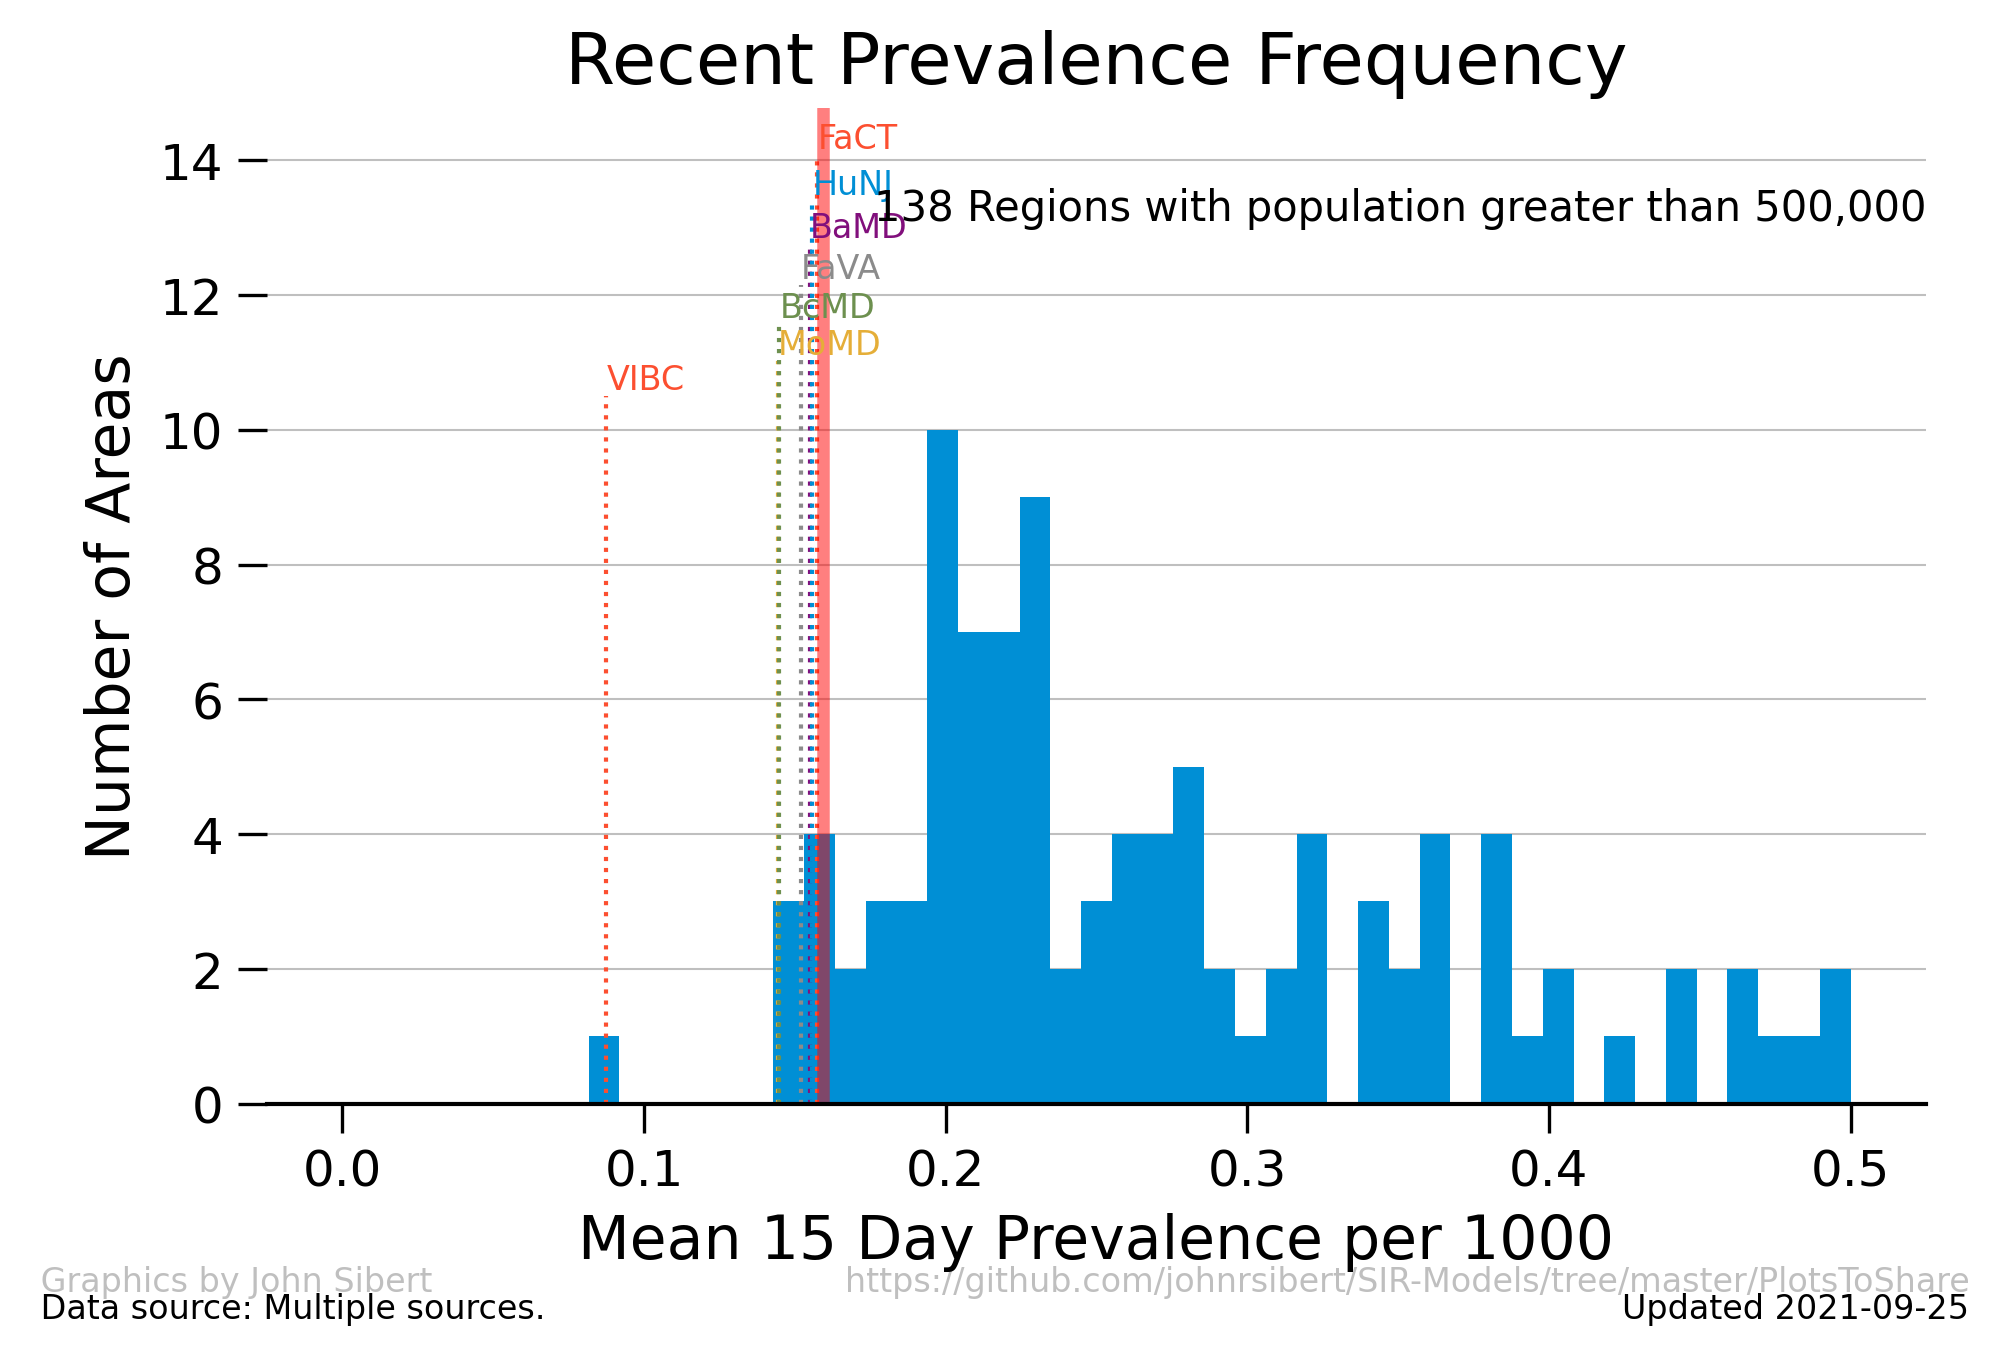 Recent Prevalence Frequency
FaCT
14
HuNJ
138 Regions with population greater than 500,000
BaMD
FaVA
12
BcMD
MoMD
VIBC
10
Number of Areas
8
6
4
2
0
0.0 0.1 0.2 0.3 0.4 0.5
Mean 15 Day Prevalence per 1000
Graphics by John Sibert
https://github.com/johnrsibert/SIR-Models/tree/master/PlotsToShare
Data source: Multiple sources.
Updated 2021-09-25